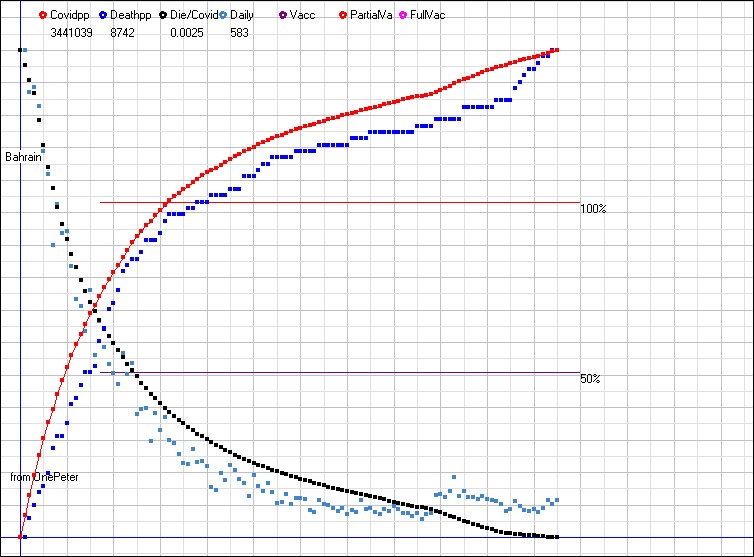 Covidpp Deathpp Die/Covid Daily Vacc PartialVa FullVac
3441039 8742 0.0025 583
Bahrain
100%
50%
from OnePeter